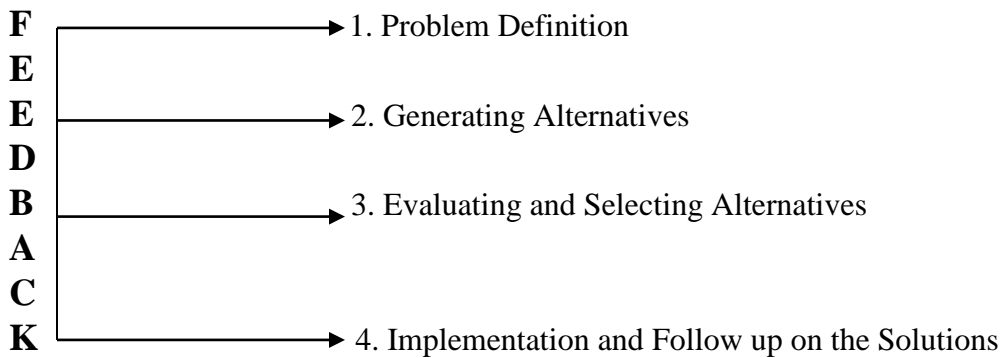 F
1. Problem Definition
E
E
2. Generating Alternatives
D
B
3. Evaluating and Selecting Alternatives
A
C
K
4. Implementation and Follow up on the Solutions